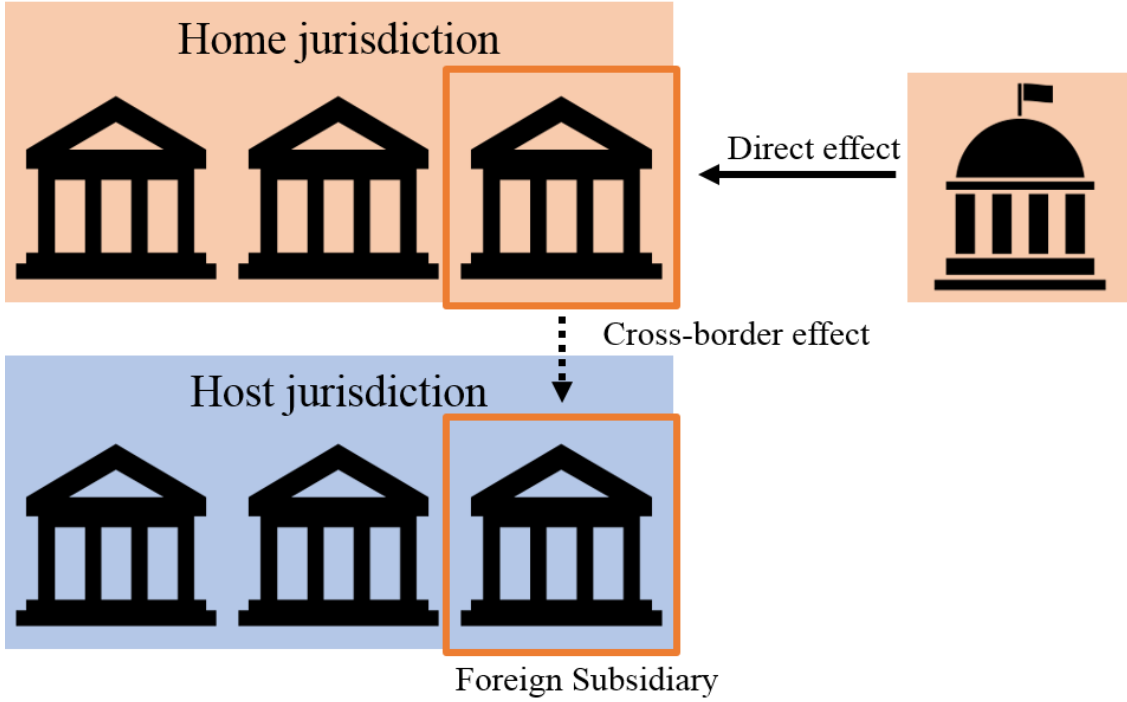 Home jurisdiction
Direct effect
Cross-border effect
Host jurisdiction
Foreign Subsidiary